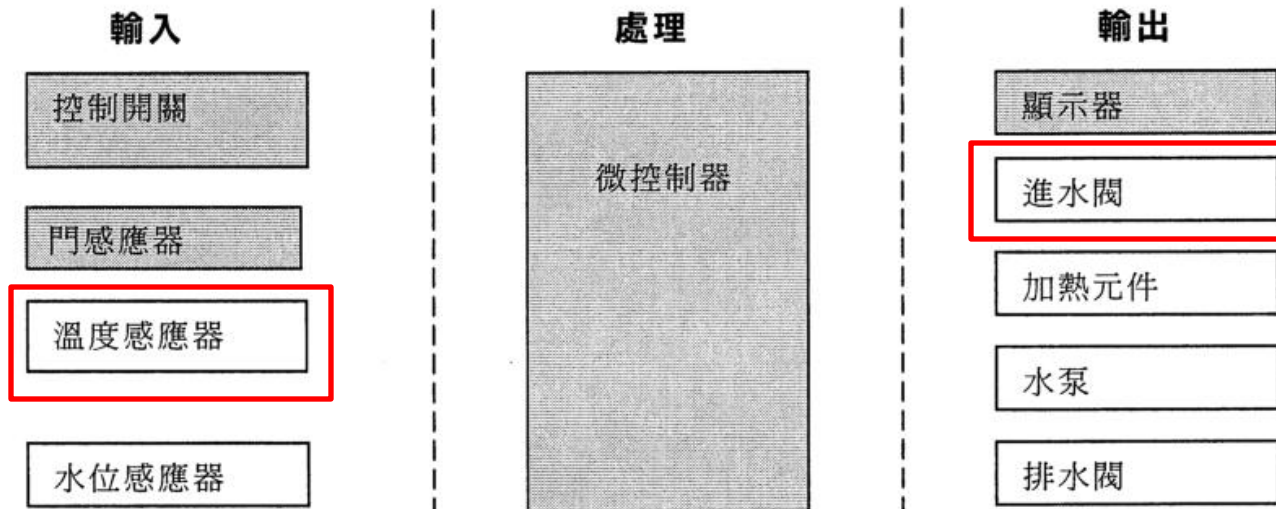 輸入
處理
輸出
控制開關
門感應器
溫度感應器
水位感應器
微控制器
顯示器
進水閥
加熱元件
水泵
排水閥